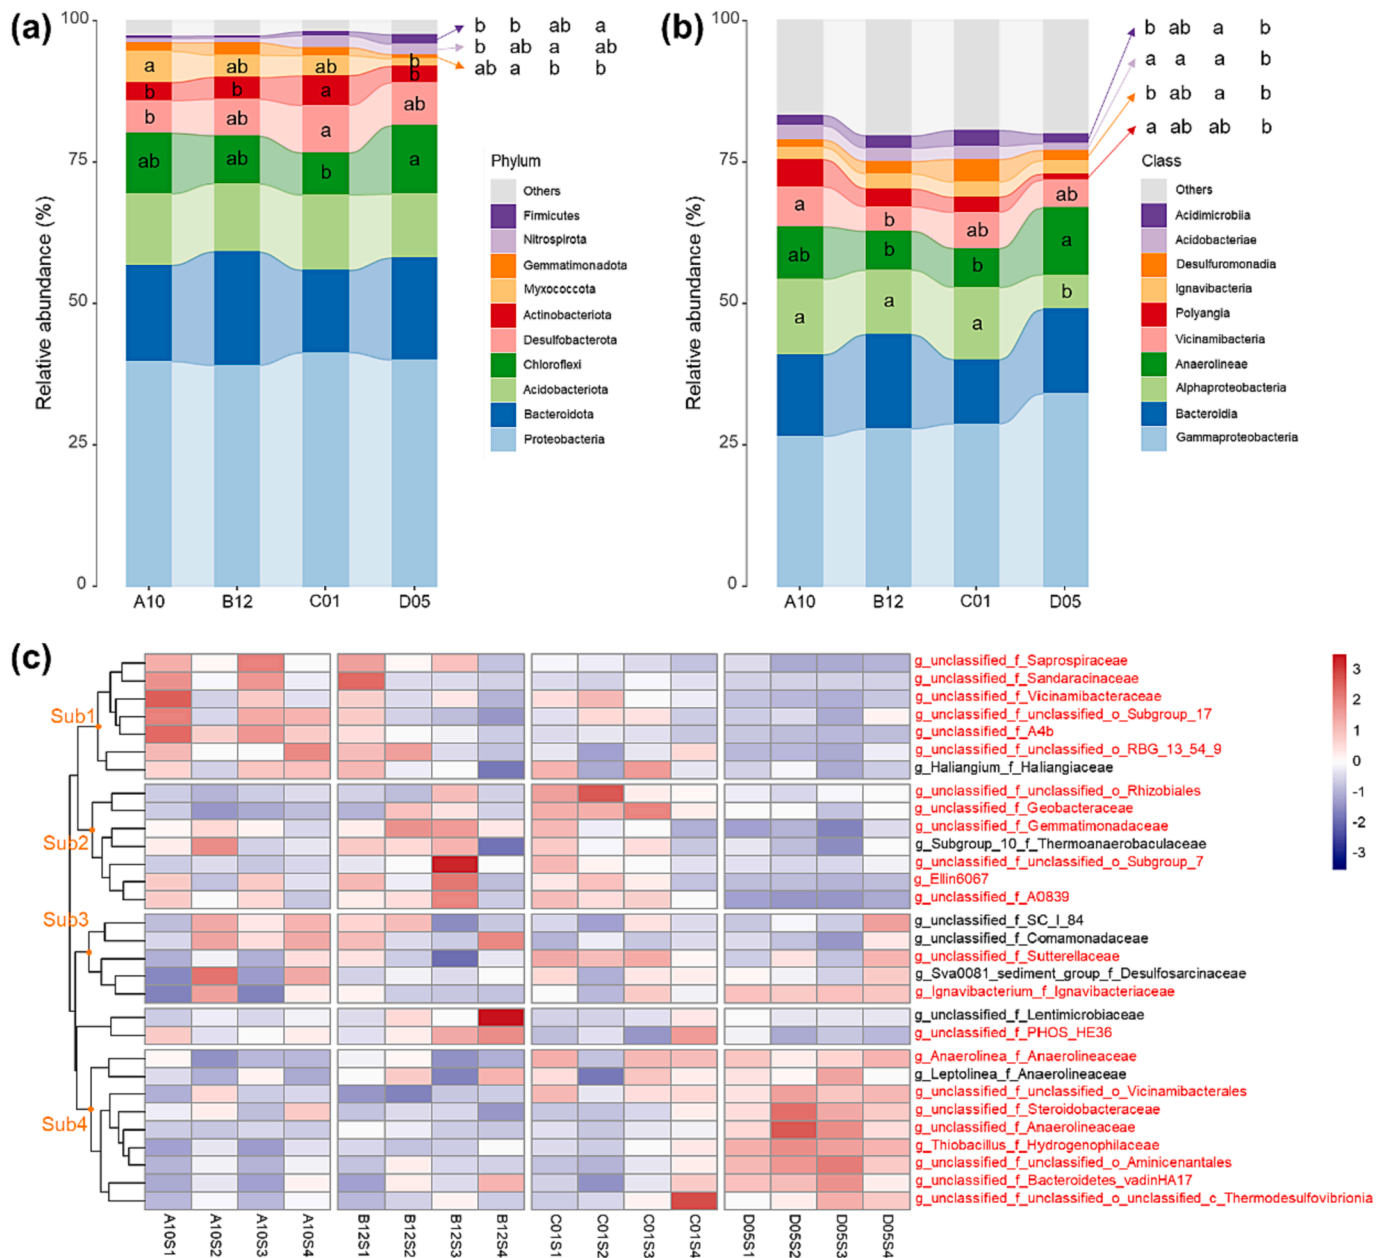 (a)
100
75
50
25
0
Relative abundance (%)
a ab ab b
b b a b
b ab a ab
ab ab b a
A10 B12 C01 D05
b b ab a
b ab a ab
ab a b b
Phylum
Others
Firmicutes
Nitrospirota
Gemmatimonadota
Myxococcota
Actinobacteriota
Desulfobacterota
Chloroflexi
Acidobacteriota
Bacteroidota
Proteobacteria
(b)
100
75
50
25
0
Relative abundance (%)
a b ab ab
ab b b a
a a a b
A10 B12 C01 D05
b ab a b
a a a b
b ab a b
a ab ab b
Class
Others
Acidimicrobiia
Acidobacteriae
Desulfuromonadia
Ignavibacteria
Polyangia
Vicinamibacteria
Anaerolineae
Alphaproteobacteria
Bacteroidia
Gammaproteobacteria
(c)
Sub1
Sub2
Sub3
Sub4
g_unclassified_f_Saprospiraceae
g_unclassified_f_Sandaracinaceae
g_unclassified_f_Vicinamibacteraceae
g_unclassified_f_unclassified_o_Subgroup_17
g_unclassified_f_A4b
g_unclassified_f_unclassified_o_RBG_13_54_9
g_Haliangium_f_Haliangiaceae
g_unclassified_f_unclassified_o_Rhizobiales
g_unclassified_f_Geobacteraceae
g_unclassified_f_Gemmatimonadaceae
g_Subgroup_10_f_Thermoanaerobaculaceae
g_unclassified_f_unclassified_o_Subgroup_7
g_Ellin6067
g_unclassified_f_A0839
g_unclassified_f_SC_I_84
g_unclassified_f_Comamonadaceae
g_unclassified_f_Sutterellaceae
g_Sva0081_sediment_group_f_Desulfosarcinaceae
g_Ignavibacterium_f_Ignavibacteriaceae
g_unclassified_f_Lentimicrobiaceae
g_unclassified_f_PHOS_HE36
g_Anaerolinea_f_Anaerolineaceae
g_Leptolinea_f_Anaerolineaceae
g_unclassified_f_unclassified_o_Vicinamibacterales
g_unclassified_f_Steroidobacteraceae
g_unclassified_f_Anaerolineaceae
g_Thiobacillus_f_Hydrogenophilaceae
g_unclassified_f_unclassified_o_Aminicenantales
g_unclassified_f_Bacteroidetes_vadinHA17
g_unclassified_f_unclassified_o_unclassified_c_Thermodesulfovibrionia
3
2
1
0
-1
-2
-3
A10S1 A10S2 A10S3 A10S4 B12S1 B12S2 B12S3 B12S4 C01S1 C01S2 C01S3 C01S4 D05S1 D05S2 D05S3 D05S4